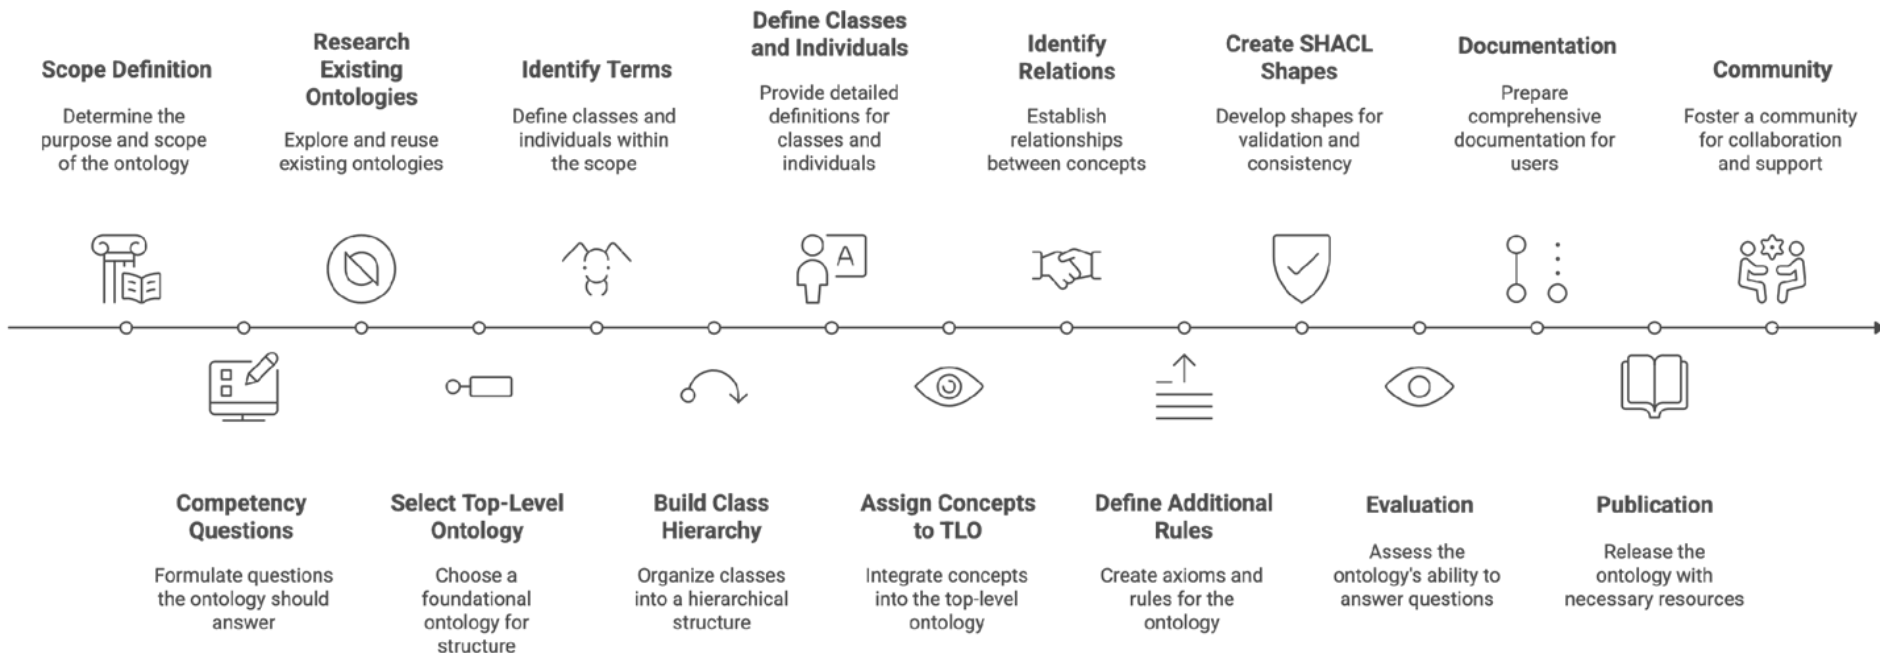 Scope Definition
Determine the
purpose and scope
of the ontology
Research
Existing
Ontologies
Explore and reuse
existing ontologies
Identify Terms
Define classes and
individuals within
the scope
Define Classes
and Individuals
Provide detailed
definitions for
classes and
individuals
Identify
Relations
Establish
relationships
between concepts
Create SHACL
Shapes
Develop shapes for
validation and
consistency
Documentation
Prepare
comprehensive
documentation for
users
Community
Foster a community
for collaboration
and support
A
Competency
Questions
Formulate questions
the ontology should
answer
Select Top-Level
Ontology
Choose a
foundational
ontology for
structure
Build Class
Hierarchy
Organize classes
into a hierarchical
structure
Assign Concepts
to TLO
Integrate concepts
into the top-level
ontology
Define Additional
Rules
Create axioms and
rules for the
ontology
Evaluation
Assess the
ontology's ability to
answer questions
Publication
Release the
ontology with
necessary resources